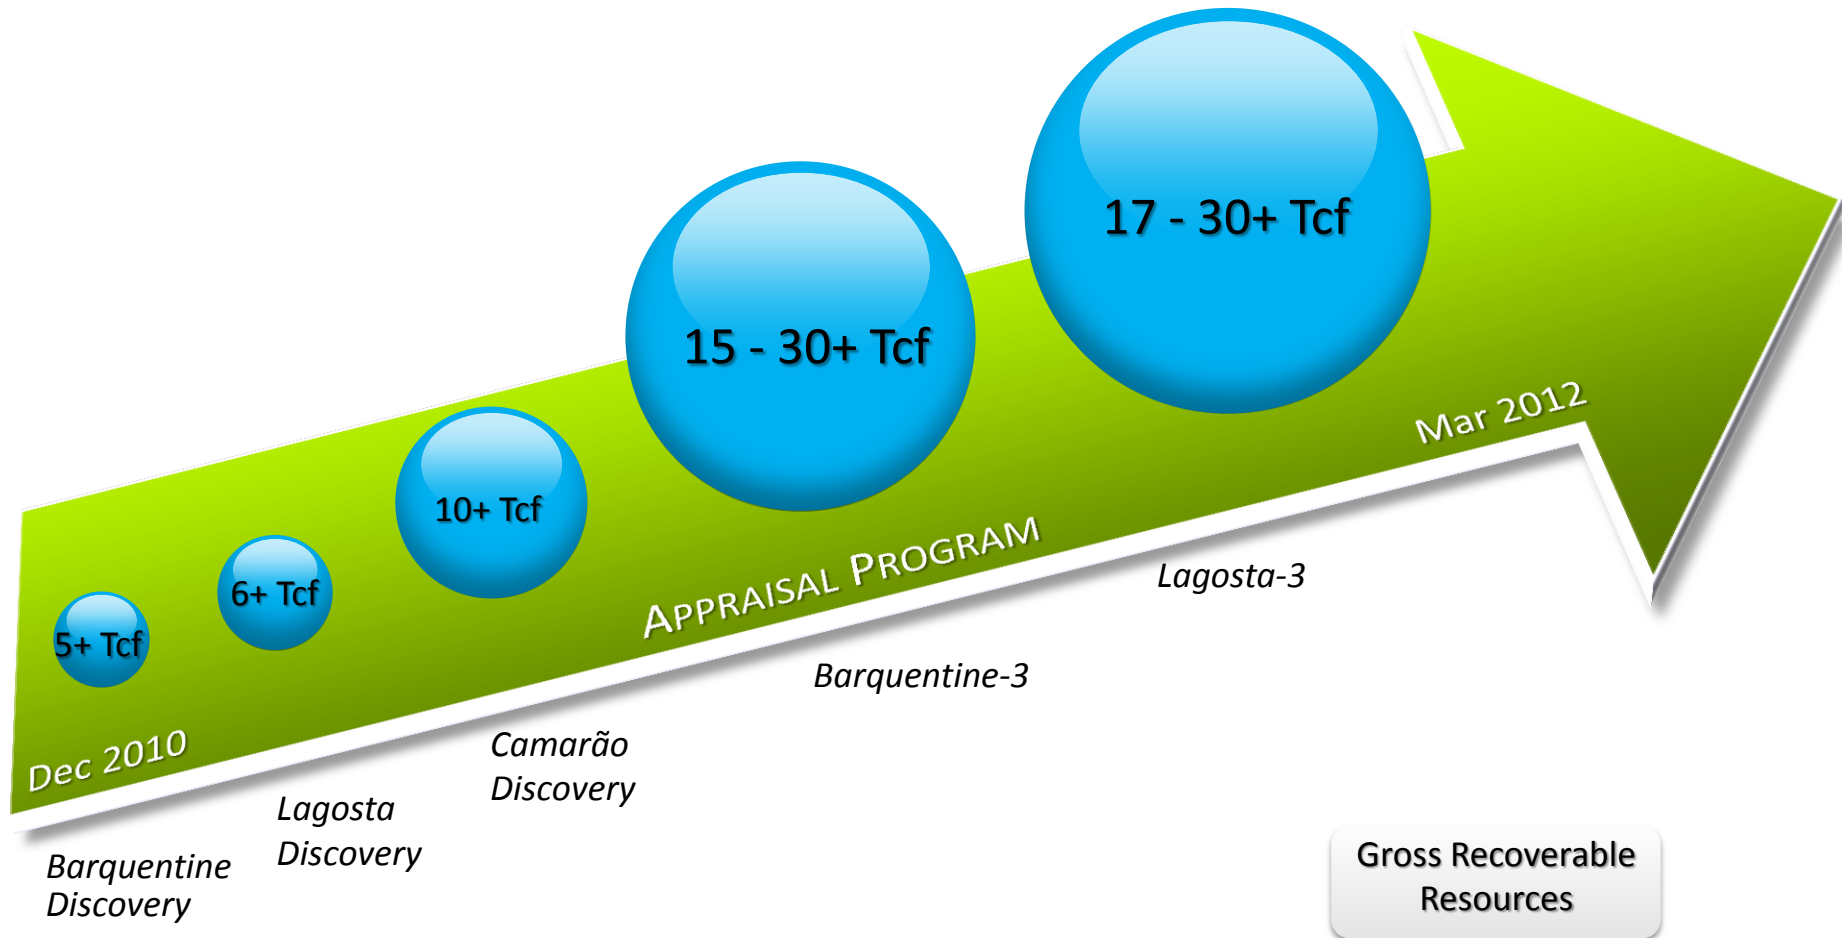 17 - 30+ Tcf
15 - 30+ Tcf
10+ Tcf
6+ Tcf
5+ Tcf
Mar 2012
APPRAISAL PROGRAM
Dec 2010
Lagosta-3
Barquentine-3
Camarão
Discovery
Lagosta
Discovery
Barquentine
Discovery
Gross Recoverable
Resources